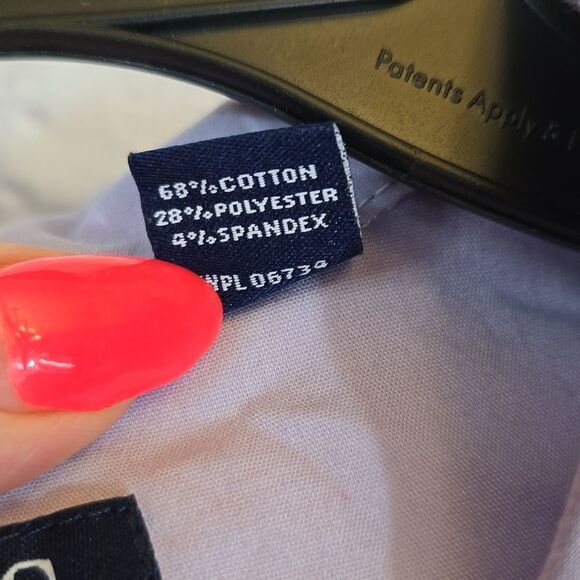 Patents Apply &
68%COTTON
28%POLYESTER
4%SPANDEX
WPL 06734